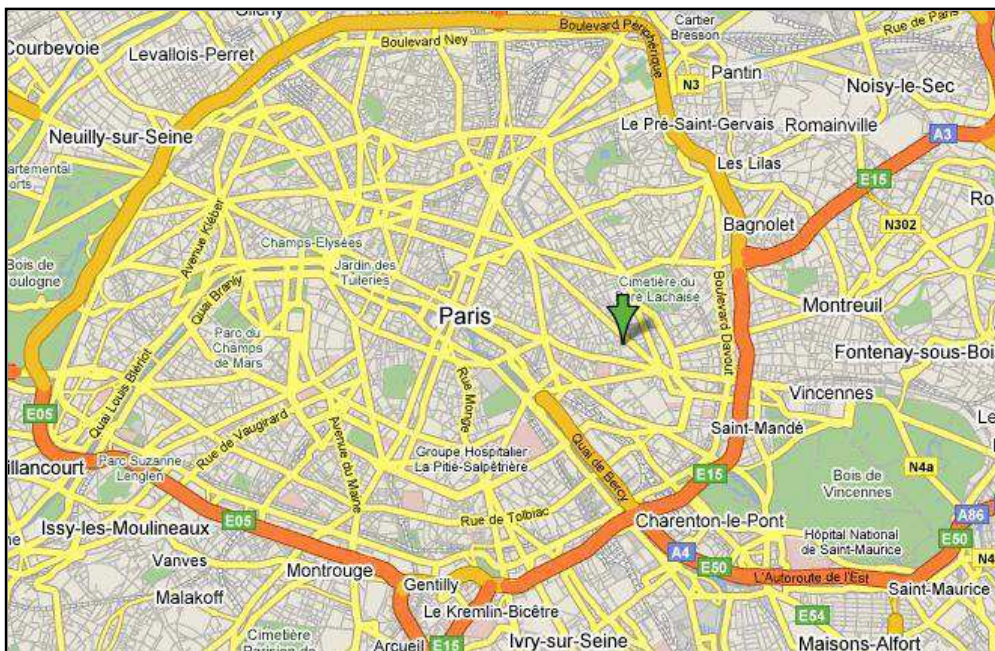 Clichy
Cartier
Bresson
Rue de Paris
Courbevoie
Levallois-Perret
Boulevard Ney
Boulevard Périphérique
Pantin
N3
Noisy-le-Sec
Neuilly-sur-Seine
Le Pré-Saint-Gervais
Romainville
A3
Les Lilas
E15
Avenue Kléber
Bagnolet
N302
Champs-Elysées
Jardin des
Tuileries
Bois de
Quai Branly
Cimetière du
Lachaise
Boulevard Davout
Montreuil
Paris
Parc du
Champs
de Mars
Quai Louis Blériot
Fontenay-sous-Boi
Vincennes
Rue Monge
E05
Rue de Vaugirard
Avenue du Maine
Saint-Mandé
Groupe Hospitalier
La Pitié-Salpêtrière
Quai de Bercy
illancourt
Parc Suzanne
Lenglen
E15
N4a
Bois de
Vincennes
Issy-les-Moulineaux
E05
Rue de Tolbiac
Charenton-le-Pont
A86
Hôpital National
de Saint-Maurice
E50
Vanves
Montrouge
A4
E50
N4
Malakoff
Gentilly
L'Autoroute de l'Est
Saint-Maurice
Le Kremlin-Bicêtre
E54
Cimetière
Arcueil
E15
Ivry-sur-Seine
Maisons-Alfort